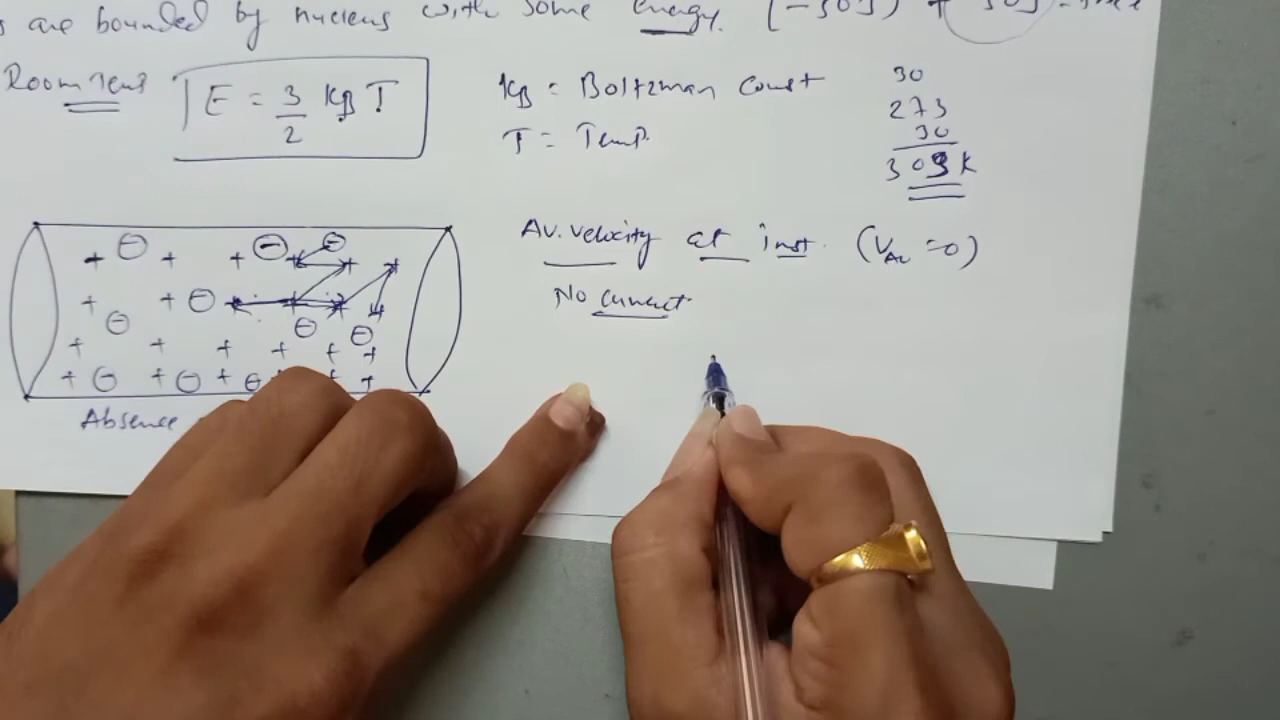 are bounded by nucleus with some energy.
Room Temp
E = 3/2 KB T
KB = Boltzman Const
T = Temp.
30
273
30
303 K
Av. velocity at inst. (VAv = 0)
No current
Absence